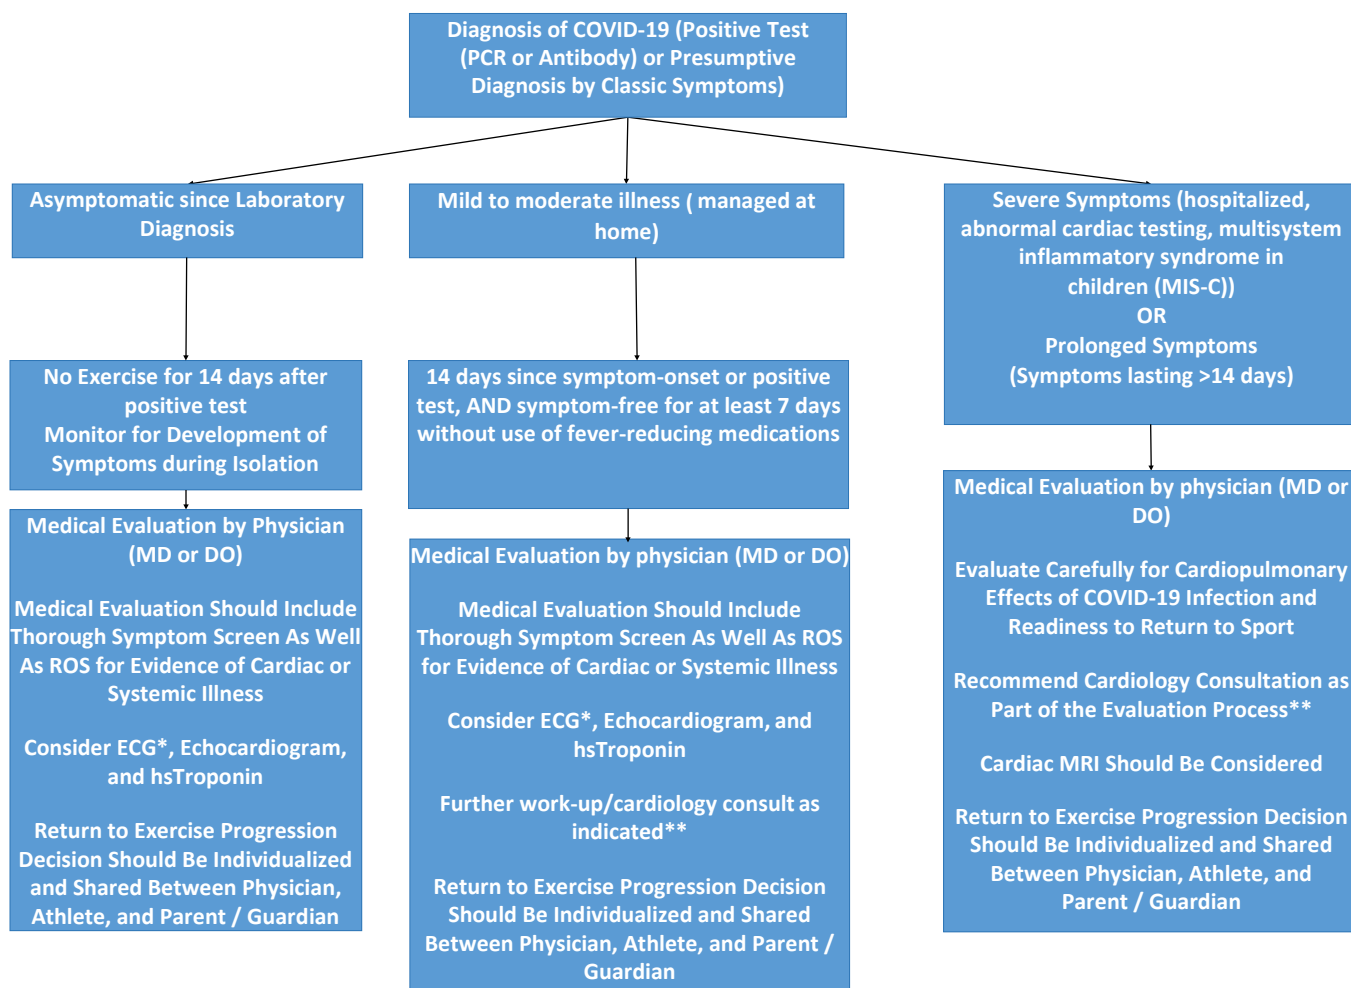 Diagnosis of COVID-19 (Positive Test
(PCR or Antibody) or Presumptive
Diagnosis by Classic Symptoms)
Asymptomatic since Laboratory
Diagnosis
No Exercise for 14 days after
positive test
Monitor for Development of
Symptoms during Isolation
Medical Evaluation by Physician
(MD or DO)
Medical Evaluation Should Include
Thorough Symptom Screen As Well
As ROS for Evidence of Cardiac or
Systemic Illness
Consider ECG*, Echocardiogram,
and hsTroponin
Return to Exercise Progression
Decision Should Be Individualized
and Shared Between Physician,
Athlete, and Parent / Guardian
Mild to moderate illness ( managed at
home)
14 days since symptom-onset or positive
test, AND symptom-free for at least 7 days
without use of fever-reducing medications
Medical Evaluation by physician (MD or DO)
Medical Evaluation Should Include
Thorough Symptom Screen As Well As ROS
for Evidence of Cardiac or Systemic Illness
Consider ECG*, Echocardiogram, and
hsTroponin
Further work-up/cardiology consult as
indicated**
Return to Exercise Progression Decision
Should Be Individualized and Shared
Between Physician, Athlete, and Parent /
Guardian
Severe Symptoms (hospitalized,
abnormal cardiac testing, multisystem
inflammatory syndrome in
children (MIS-C))
OR
Prolonged Symptoms
(Symptoms lasting >14 days)
Medical Evaluation by physician (MD or
DO)
Evaluate Carefully for Cardiopulmonary
Effects of COVID-19 Infection and
Readiness to Return to Sport
Recommend Cardiology Consultation as
Part of the Evaluation Process**
Cardiac MRI Should Be Considered
Return to Exercise Progression Decision
Should Be Individualized and Shared
Between Physician, Athlete, and
Parent / Guardian